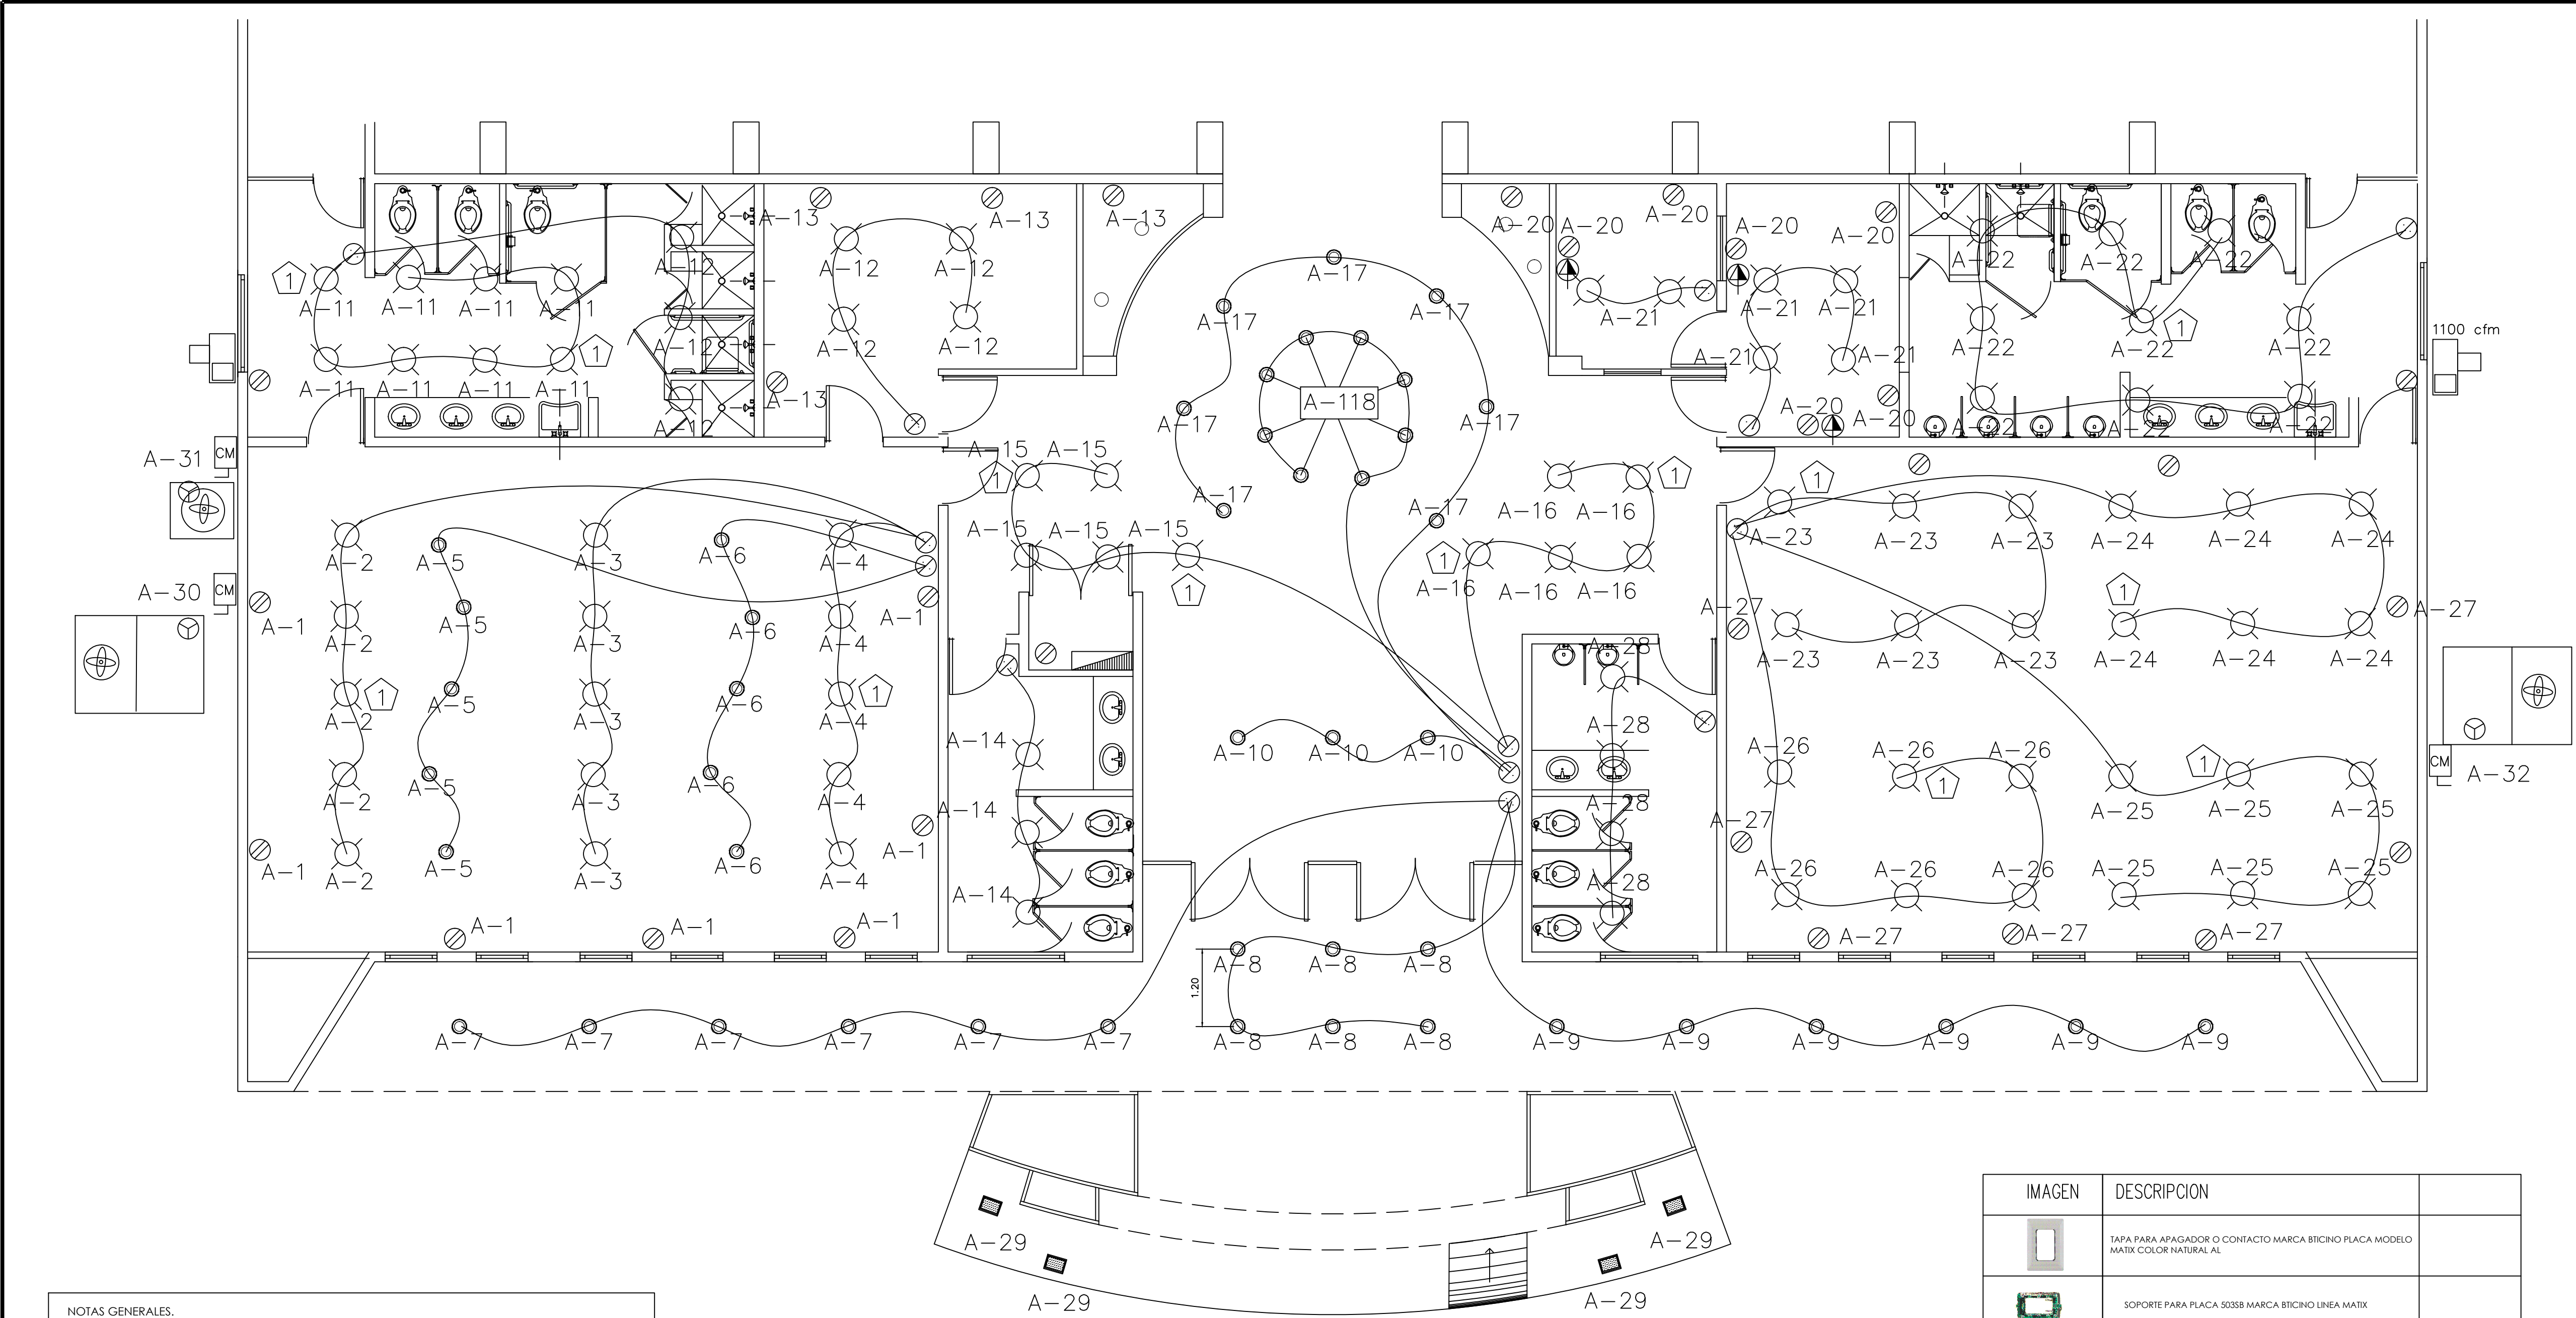 A-13
A-13
A-13
A-20
A-20
A-20
A-20
A-20
A-12
A-12
A-12
A-22
A-22
A-22
A-17
1
A-11
A-11
A-11
A-11
A-17
A-17
A-21
A-21
A-21
1
A-12
A-12
A-12
A-22
A-22
A-22
1100 cfm
1
A-21
A-21
A-11
A-11
A-11
A-11
A-13
A-118
A-17
A-17
A-20
A-20
A-12
A-22
A-22
A-22
A-31
CM
A-15
A-15
1
1
1
A-17
A-17
A-16
A-16
A-2
A-5
A-3
A-6
A-4
A-15
A-15
A-15
1
A-16
A-16
A-16
A-23
A-23
A-23
A-24
A-24
A-24
A-30
CM
1
1
A-1
A-1
A-27
A-27
A-2
A-5
A-3
A-6
A-4
A-28
A-23
A-23
A-23
A-24
A-24
A-24
1
1
A-2
A-5
A-3
A-6
A-4
A-14
A-10
A-10
A-10
A-28
A-26
A-26
A-26
1
1
CM
A-32
A-2
A-5
A-3
A-6
A-4
A-14
A-28
A-27
A-25
A-25
A-25
A-1
A-1
A-2
A-5
A-3
A-6
A-4
A-14
A-28
A-26
A-26
A-26
A-25
A-25
A-25
A-1
A-1
A-1
A-27
A-27
A-27
A-8
A-8
A-8
1.20
A-7
A-7
A-7
A-7
A-7
A-7
A-8
A-8
A-8
A-9
A-9
A-9
A-9
A-9
A-9
A-29
A-29
A-29
A-29
IMAGEN DESCRIPCION
TAPA PARA APAGADOR O CONTACTO MARCA BTICINO PLACA MODELO
MATIX COLOR NATURAL AL
SOPORTE PARA PLACA 503SB MARCA BTICINO LINEA MATIX
NOTAS GENERALES.